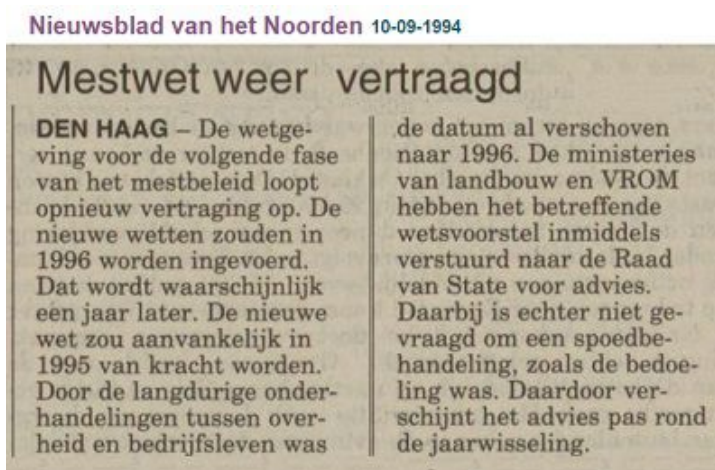 Nieuwsblad van het Noorden 10-09-1994
Mestwet weer vertraagd
DEN HAAG – De wetge-
ving voor de volgende fase
van het mestbeleid loopt
opnieuw vertraging op. De
nieuwe wetten zouden in
1996 worden ingevoerd.
Dat wordt waarschijnlijk
eén jaar later. De nieuwe
wet zou aanvankelijk in
1995 van kracht worden.
Door de langdurige onder-
handelingen tussen over-
heid en bedrijfsleven was
de datum al verschoven
naar 1996. De ministeries
van landbouw en VROM
hebben het betreffende
wetsvoorstel inmiddels
verstuurd naar de Raad
van State voor advies.
Daarbij is echter niet ge-
vraagd om een spoedbe-
handeling, zoals de bedoe-
ling was. Daardoor ver-
schijnt het advies pas rond
de jaarwisseling.